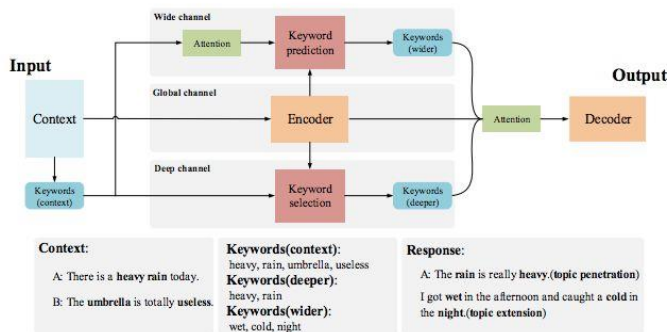 Wide channel
Attention
Keyword
prediction
Keywords
(wider)
Input
Output
Global channel
Context
Encoder
Attention
Decoder
Deep channel
Keywords
(context)
Keyword
selection
Keywords
(deeper)
Context:
A: There is a heavy rain today.
B: The umbrella is totally useless.
Keywords(context):
heavy, rain, umbrella, useless
Keywords(deeper):
heavy, rain
Keywords(wider):
wet, cold, night
Response:
A: The rain is really heavy.(topic penetration)
I got wet in the afternoon and caught a cold in
the night.(topic extension)